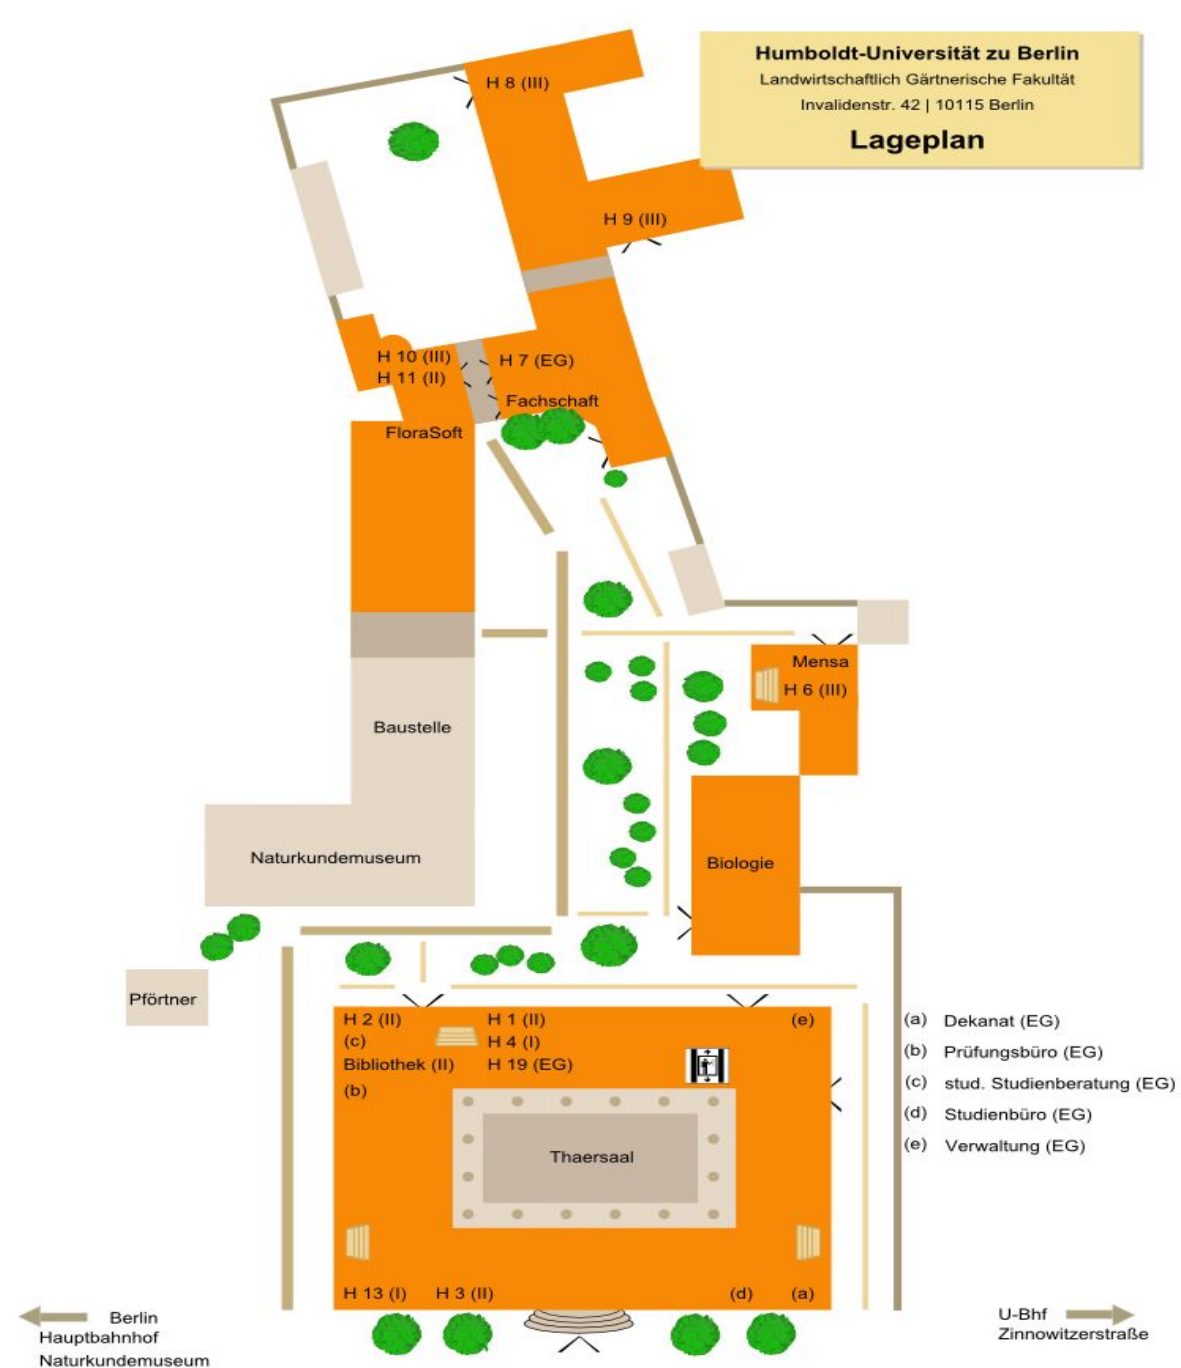 Humboldt-Universität zu Berlin
Landwirtschaftlich Gärtnerische Fakultät
Invalidenstr. 42 | 10115 Berlin
Lageplan
H 8 (III)
H 9 (III)
H 10 (III)
H 11 (II)
H 7 (EG)
Fachschaft
FloraSoft
Mensa
H 6 (III)
Baustelle
Naturkundemuseum
Biologie
Pförtner
H 2 (II)
(c)
Bibliothek (II)
(b)
H 1 (II)
H 4 (I)
H 19 (EG)
(e)
Thaersaal
H 13 (I)
H 3 (II)
(d)
(a)
(a) Dekanat (EG)
(b) Prüfungsbüro (EG)
(c) stud. Studienberatung (EG)
(d) Studienbüro (EG)
(e) Verwaltung (EG)
Berlin
Hauptbahnhof
Naturkundemuseum
U-Bhf
Zinnowitzerstraße